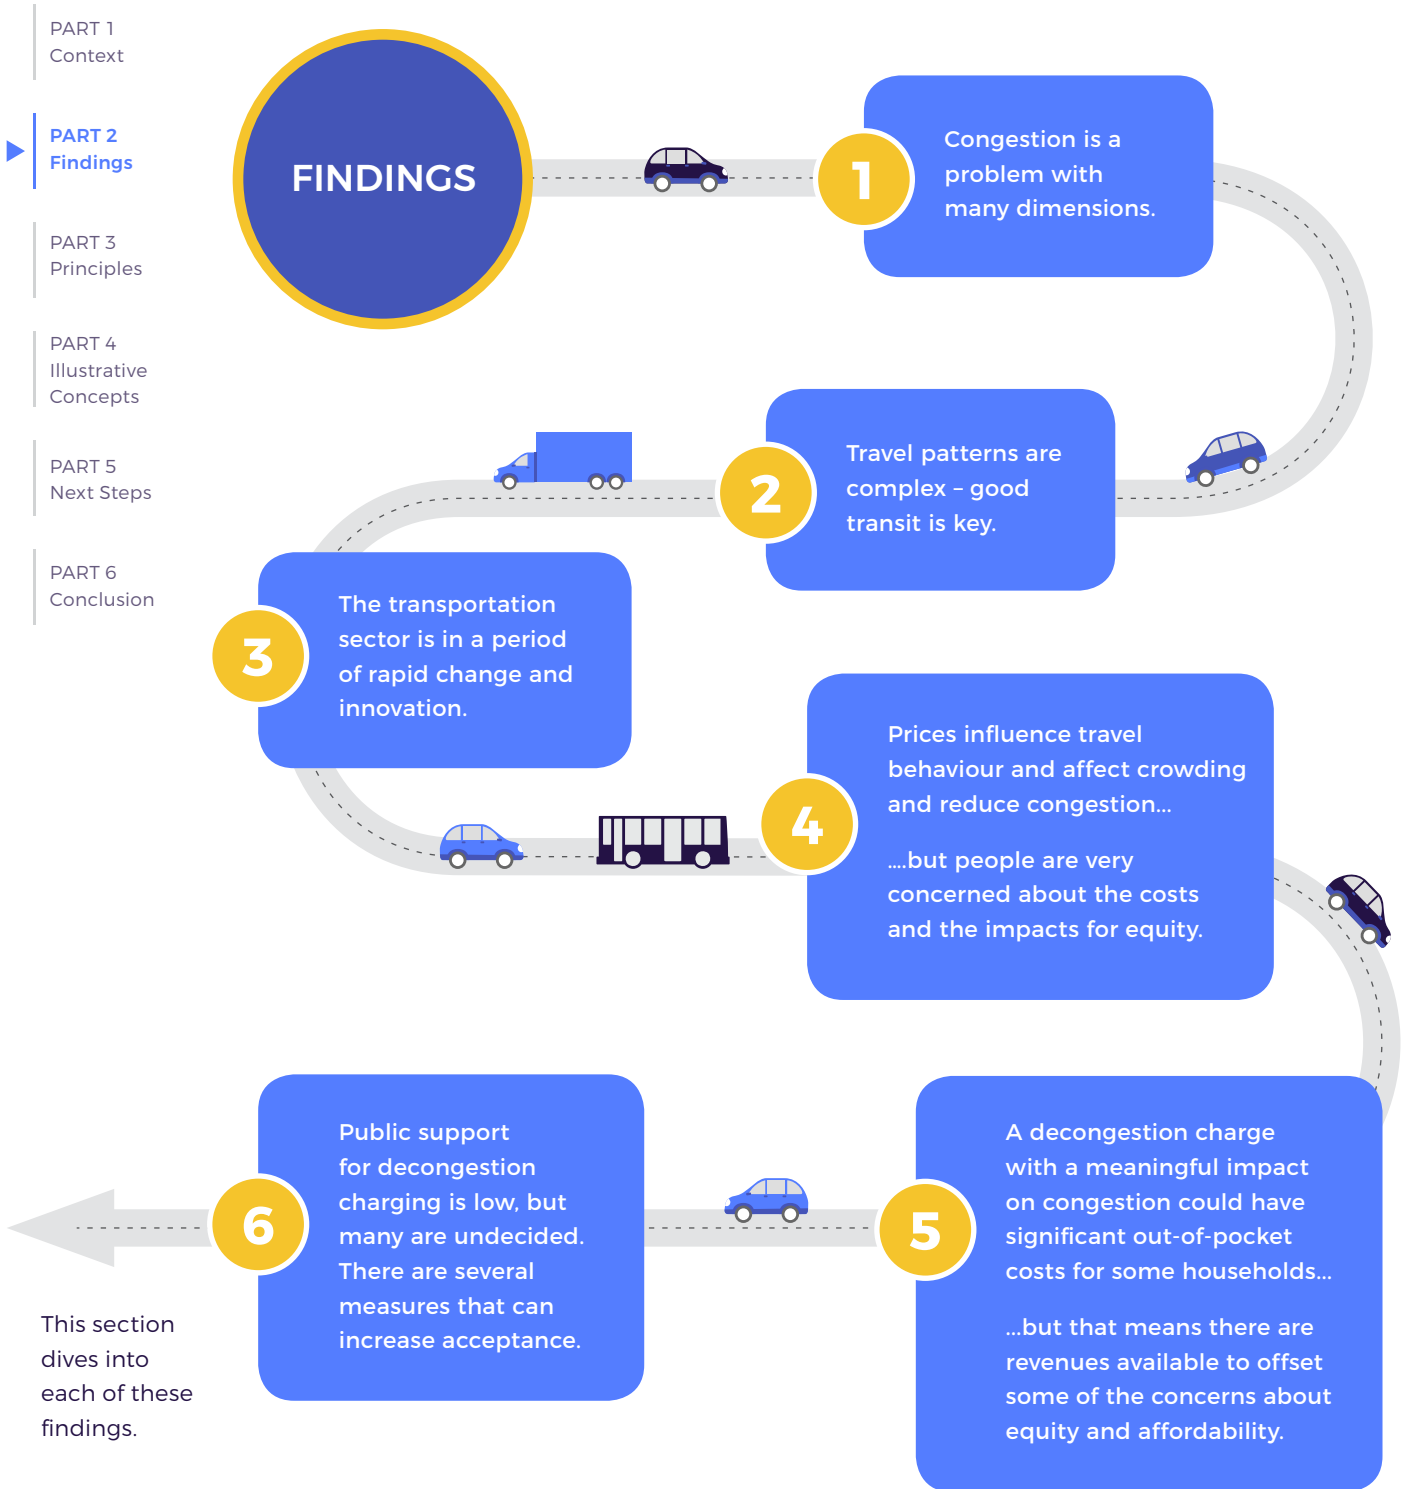 PART 1
Context
PART 2
Findings
PART 3
Principles
PART 4
Illustrative
Concepts
PART 5
Next Steps
PART 6
Conclusion
FINDINGS
1
Congestion is a
problem with
many dimensions.
2
Travel patterns are
complex – good
transit is key.
3
The transportation
sector is in a period
of rapid change and
innovation.
4
Prices influence travel
behaviour and affect crowding
and reduce congestion...
....but people are very
concerned about the costs
and the impacts for equity.
5
A decongestion charge
with a meaningful impact
on congestion could have
significant out-of-pocket
costs for some households...
...but that means there are
revenues available to offset
some of the concerns about
equity and affordability.
6
Public support
for decongestion
charging is low, but
many are undecided.
There are several
measures that can
increase acceptance.
This section
dives into
each of these
findings.